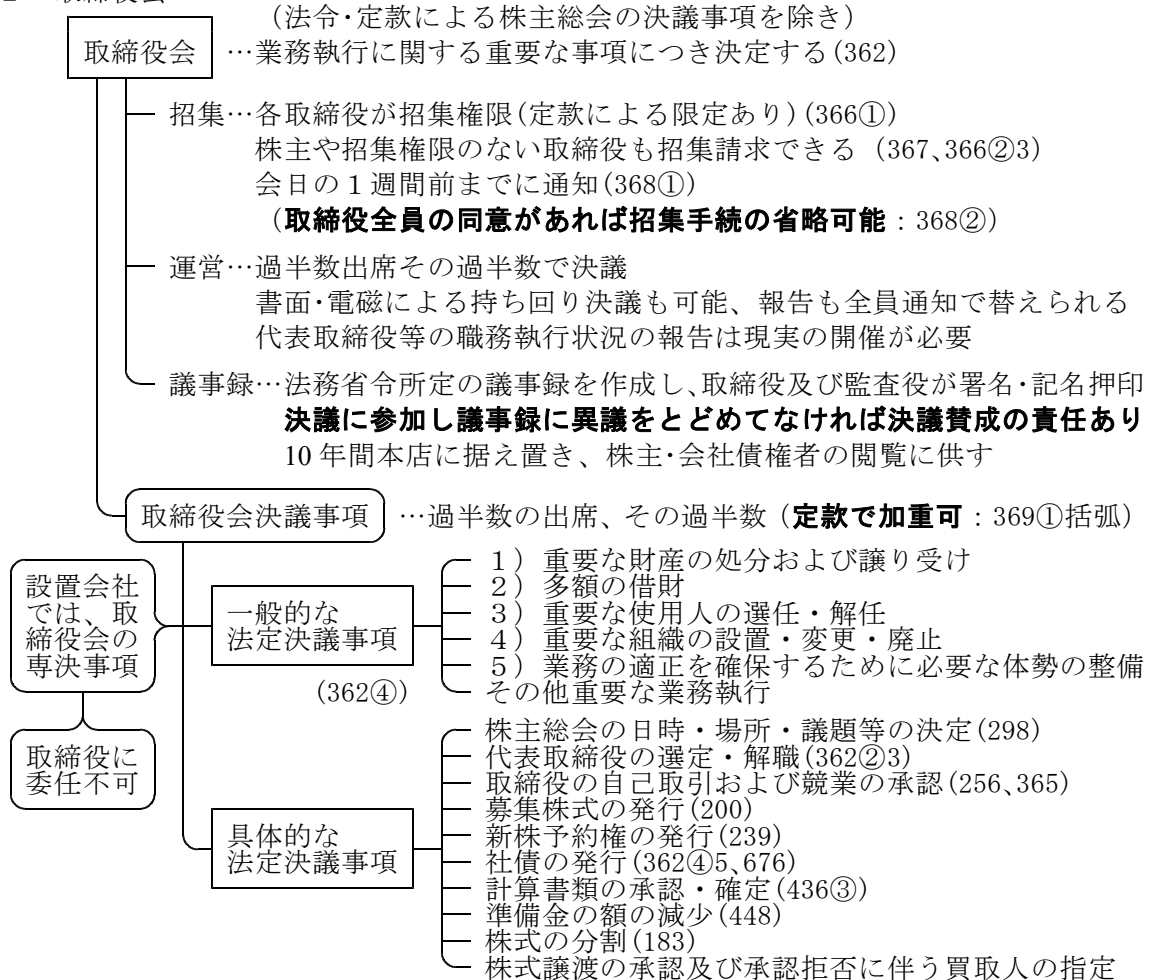 （法令･定款による株主総会の決議事項を除き）
取締役会 …業務執行に関する重要な事項につき決定する(362)
招集…各取締役が招集権限(定款による限定あり)(366①)
株主や招集権限のない取締役も招集請求できる (367､366②3)
会日の１週間前までに通知(368①)
（取締役全員の同意があれば招集手続の省略可能：368②）
運営…過半数出席その過半数で決議
書面･電磁による持ち回り決議も可能、報告も全員通知で替えられる
代表取締役等の職務執行状況の報告は現実の開催が必要
議事録…法務省令所定の議事録を作成し､取締役及び監査役が署名･記名押印
決議に参加し議事録に異議をとどめてなければ決議賛成の責任あり
10 年間本店に据え置き、株主･会社債権者の閲覧に供す
取締役会決議事項 …過半数の出席、その過半数（定款で加重可：369①括弧）
設置会社
では、取
締役会の
専決事項
取締役に
委任不可
一般的な
法定決議事項
(362④)
１）重要な財産の処分および譲り受け
２）多額の借財
３）重要な使用人の選任・解任
４）重要な組織の設置・変更・廃止
５）業務の適正を確保するために必要な体勢の整備
その他重要な業務執行
具体的な
法定決議事項
株主総会の日時・場所・議題等の決定(298)
代表取締役の選定・解職(362②3)
取締役の自己取引および競業の承認(256､365)
募集株式の発行(200)
新株予約権の発行(239)
社債の発行(362④5､676)
計算書類の承認・確定(436③)
準備金の額の減少(448)
株式の分割(183)
株式譲渡の承認及び承認拒否に伴う買取人の指定